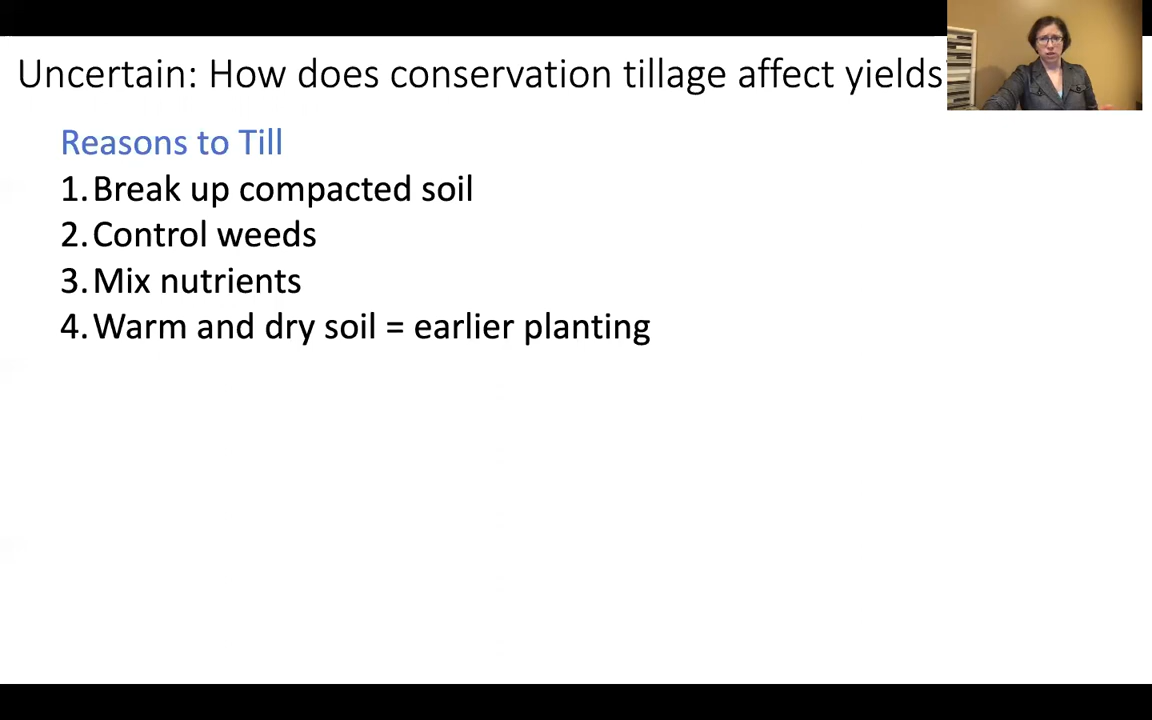 Uncertain: How does conservation tillage affect yields
Reasons to Till
1. Break up compacted soil
2. Control weeds
3. Mix nutrients
4. Warm and dry soil = earlier planting